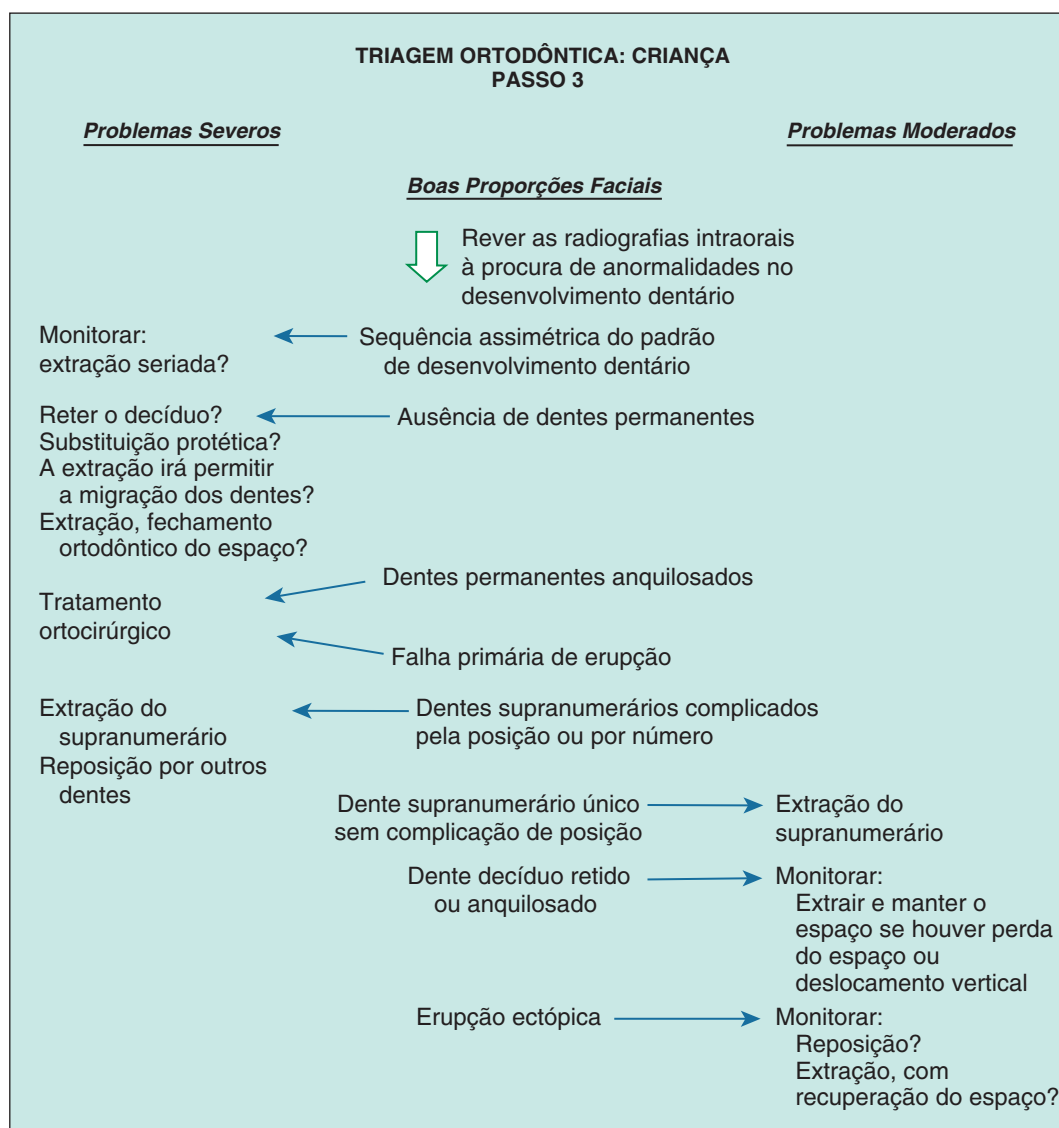 TRIAGEM ORTODÔNTICA: CRIANÇA
PASSO 3
Problemas Severos
Problemas Moderados
Boas Proporções Faciais
Rever as radiografias intraorais
à procura de anormalidades no
desenvolvimento dentário
Monitorar:
extração seriada?
Sequência assimétrica do padrão
de desenvolvimento dentário
Reter o decíduo?
Substituição protética?
A extração irá permitir
a migração dos dentes?
Extração, fechamento
ortodôntico do espaço?
Ausência de dentes permanentes
Tratamento
ortocirúrgico
Dentes permanentes anquilosados
Falha primária de erupção
Extração do
supranumerário
Reposição por outros
dentes
Dentes supranumerários complicados
pela posição ou por número
Dente supranumerário único
sem complicação de posição
Extração do
supranumerário
Dente decíduo retido
ou anquilosado
Monitorar:
Extrair e manter o
espaço se houver perda
do espaço ou
deslocamento vertical
Erupção ectópica
Monitorar:
Reposição?
Extração, com
recuperação do espaço?